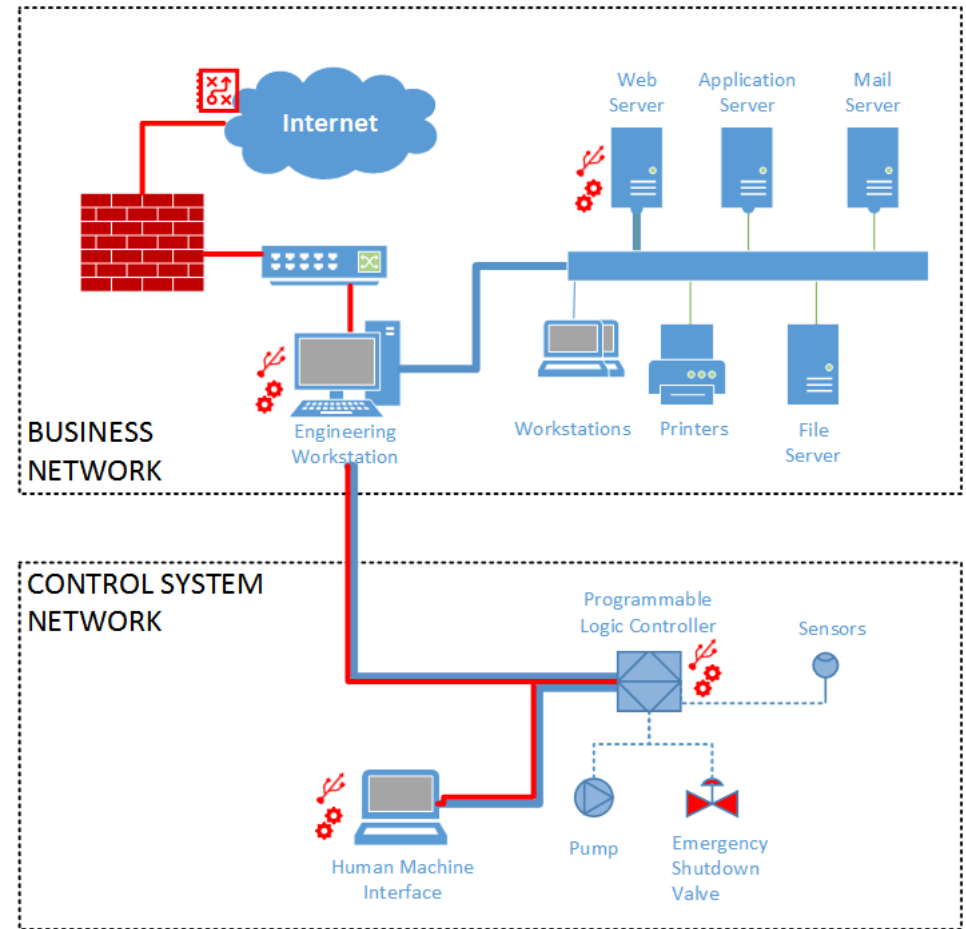 Internet
Web
Server
Application
Server
Mail
Server
Engineering
Workstation
Workstations
Printers
File
Server
BUSINESS
NETWORK
CONTROL SYSTEM
NETWORK
Programmable
Logic Controller
Sensors
Human Machine
Interface
Pump
Emergency
Shutdown
Valve